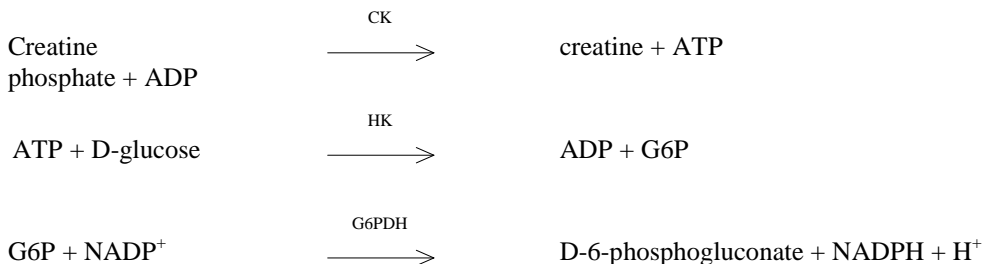 CK
Creatine
phosphate + ADP
creatine + ATP
HK
ATP + D-glucose
ADP + G6P
G6PDH
G6P + NADP⁺
D-6-phosphogluconate + NADPH + H⁺